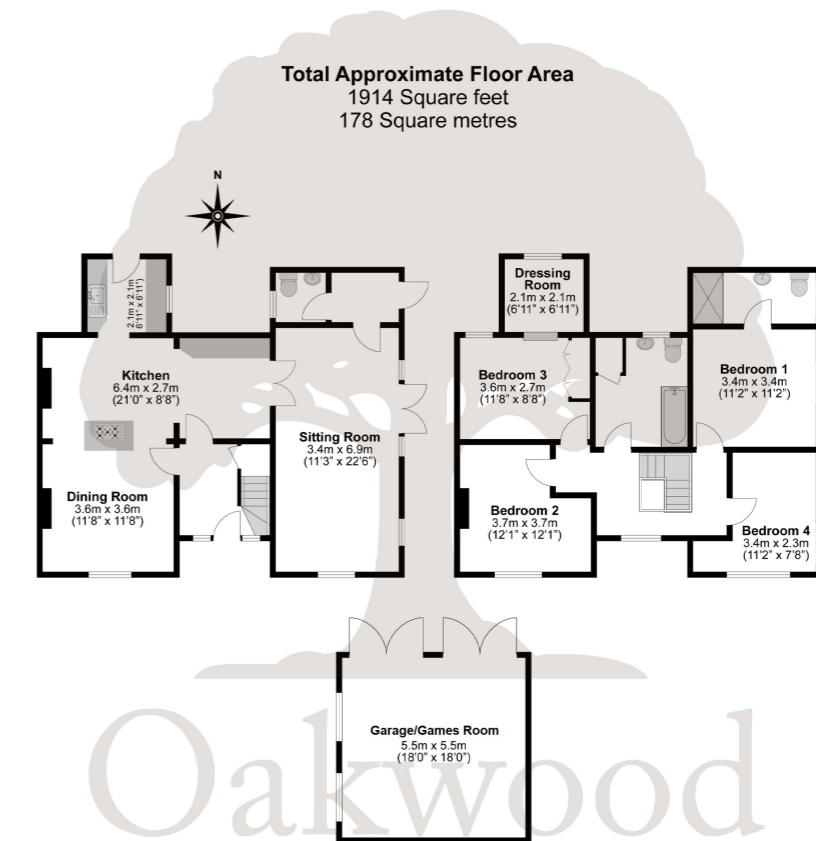 Total Approximate Floor Area
1914 Square feet
178 Square metres
N
2.1m x 2.1m
6'11" x 6'11")
Kitchen
6.4m x 2.7m
(21'0" x 8'8")
Dining Room
3.6m x 3.6m
(11'8" x 11'8")
Sitting Room
3.4m x 6.9m
(11'3" x 22'6")
Dressing
Room
2.1m x 2.1m
(6'11" x 6'11")
Bedroom 3
3.6m x 2.7m
(11'8" x 8'8")
Bedroom 1
3.4m x 3.4m
(11'2" x 11'2")
Bedroom 2
3.7m x 3.7m
(12'1" x 12'1")
Bedroom 4
3.4m x 2.3m
(11'2" x 7'8")
Garage/Games Room
5.5m x 5.5m
(18'0" x 18'0")
Oakwood